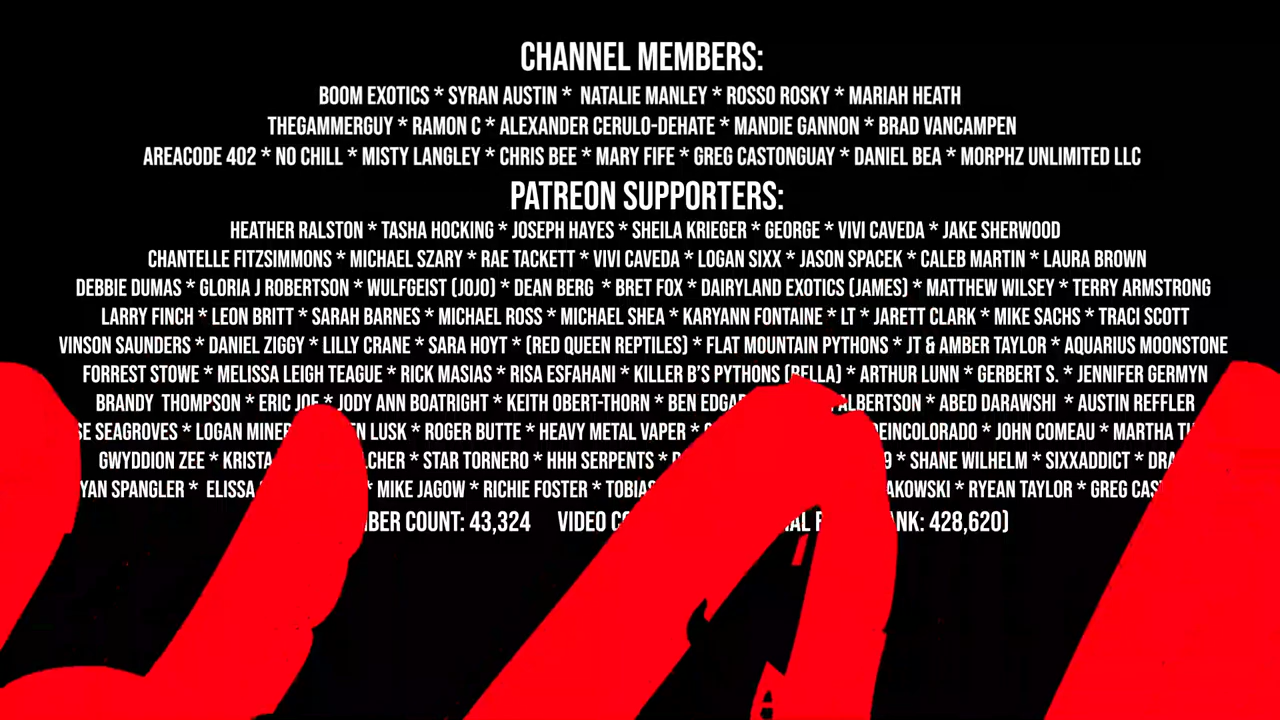 CHANNEL MEMBERS:
BOOM EXOTICS * SYRAN AUSTIN * NATALIE MANLEY * ROSSO ROSKY * MARIAH HEATH
THEGAMMERGUY * RAMON C * ALEXANDER CERULO-DEHATE * MANDIE GANNON * BRAD VANCAMPEN
AREACODE 402 * NO CHILL * MISTY LANGLEY * CHRIS BEE * MARY FIFE * GREG CASTONGUAY * DANIEL BEA * MORPHZ UNLIMITED LLC
PATREON SUPPORTERS:
HEATHER RALSTON * TASHA HOCKING * JOSEPH HAYES * SHEILA KRIEGER * GEORGE * VIVI CAVEDA * JAKE SHERWOOD
CHANTELLE FITZSIMMONS * MICHAEL SZARY * RAE TACKETT * VIVI CAVEDA * LOGAN SIXX * JASON SPACEK * CALEB MARTIN * LAURA BROWN
DEBBIE DUMAS * GLORIA J ROBERTSON * WULFGEIST (JOJO) * DEAN BERG * BRET FOX * DAIRYLAND EXOTICS (JAMES) * MATTHEW WILSEY * TERRY ARMSTRONG
LARRY FINCH * LEON BRITT * SARAH BARNES * MICHAEL ROSS * MICHAEL SHEA * KARYANN FONTAINE * LT * JARETT CLARK * MIKE SACHS * TRACI SCOTT
VINSON SAUNDERS * DANIEL ZIGGY * LILLY CRANE * SARA HOYT * (RED QUEEN REPTILES) * FLAT MOUNTAIN PYTHONS * JT & AMBER TAYLOR * AQUARIUS MOONSTONE
FORREST STOWE * MELISSA LEIGH TEAGUE * RICK MASIAS * RISA ESFAHANI * KILLER B'S PYTHONS (BELLA) * ARTHUR LUNN * GERBERT S. * JENNIFER GERMYN
BRANDY THOMPSON * ERIC JOE * JODY ANN BOATRIGHT * KEITH OBERT-THORN * BEN ALBERTSON * ABED DARAWSHI * AUSTIN REFFLER
SEAGROVES * LOGAN LUSK * ROGER BUTTE * HEAVY METAL VAPER * JOHN COMEAU * MARTHA
GWYDDION ZEE * STAR TORNERO * HHH SERPENTS * SHANE WILHELM * SIXXADDICT *
SPANGLER * ELISSA * MIKE JAGOW * RICHIE FOSTER * RYEAN TAYLOR * GREG
COUNT: 43,324 VIDEO 428,620)